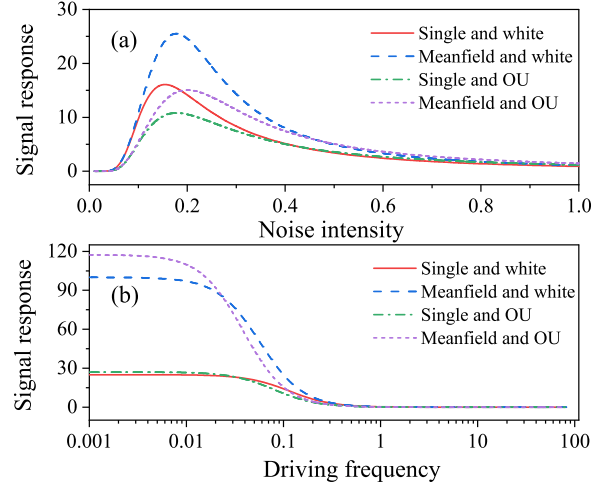 30
(a)
Single and white
Meanfield and white
Single and OU
Meanfield and OU
20
10
0
Signal response
0.0 0.2 0.4 0.6 0.8 1.0
Noise intensity
120
(b)
Single and white
Meanfield and white
Single and OU
Meanfield and OU
90
60
30
0
Signal response
0.001 0.01 0.1 1 10 100
Driving frequency